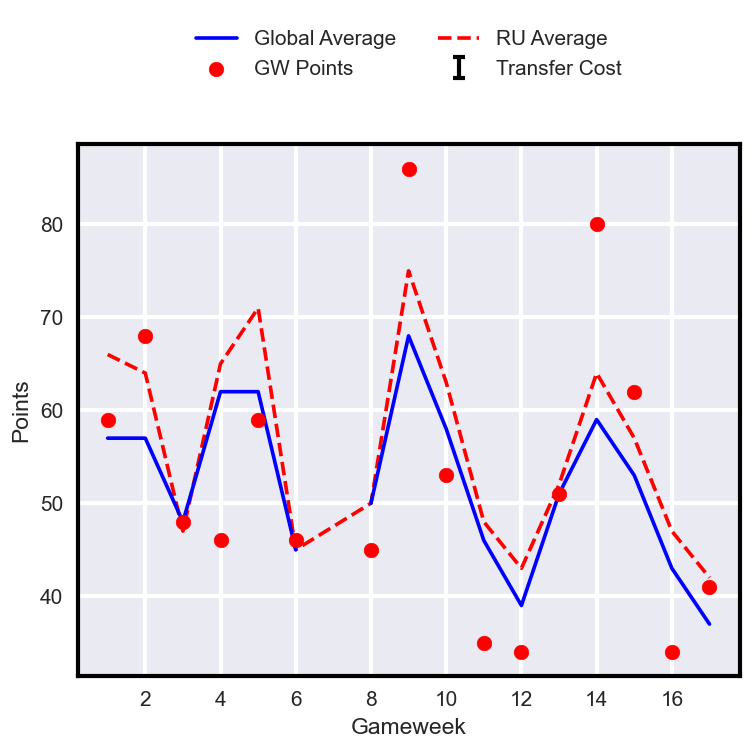 Global Average
RU Average
GW Points
Transfer Cost
80
70
60
50
40
Points
2 4 6 8 10 12 14 16
Gameweek